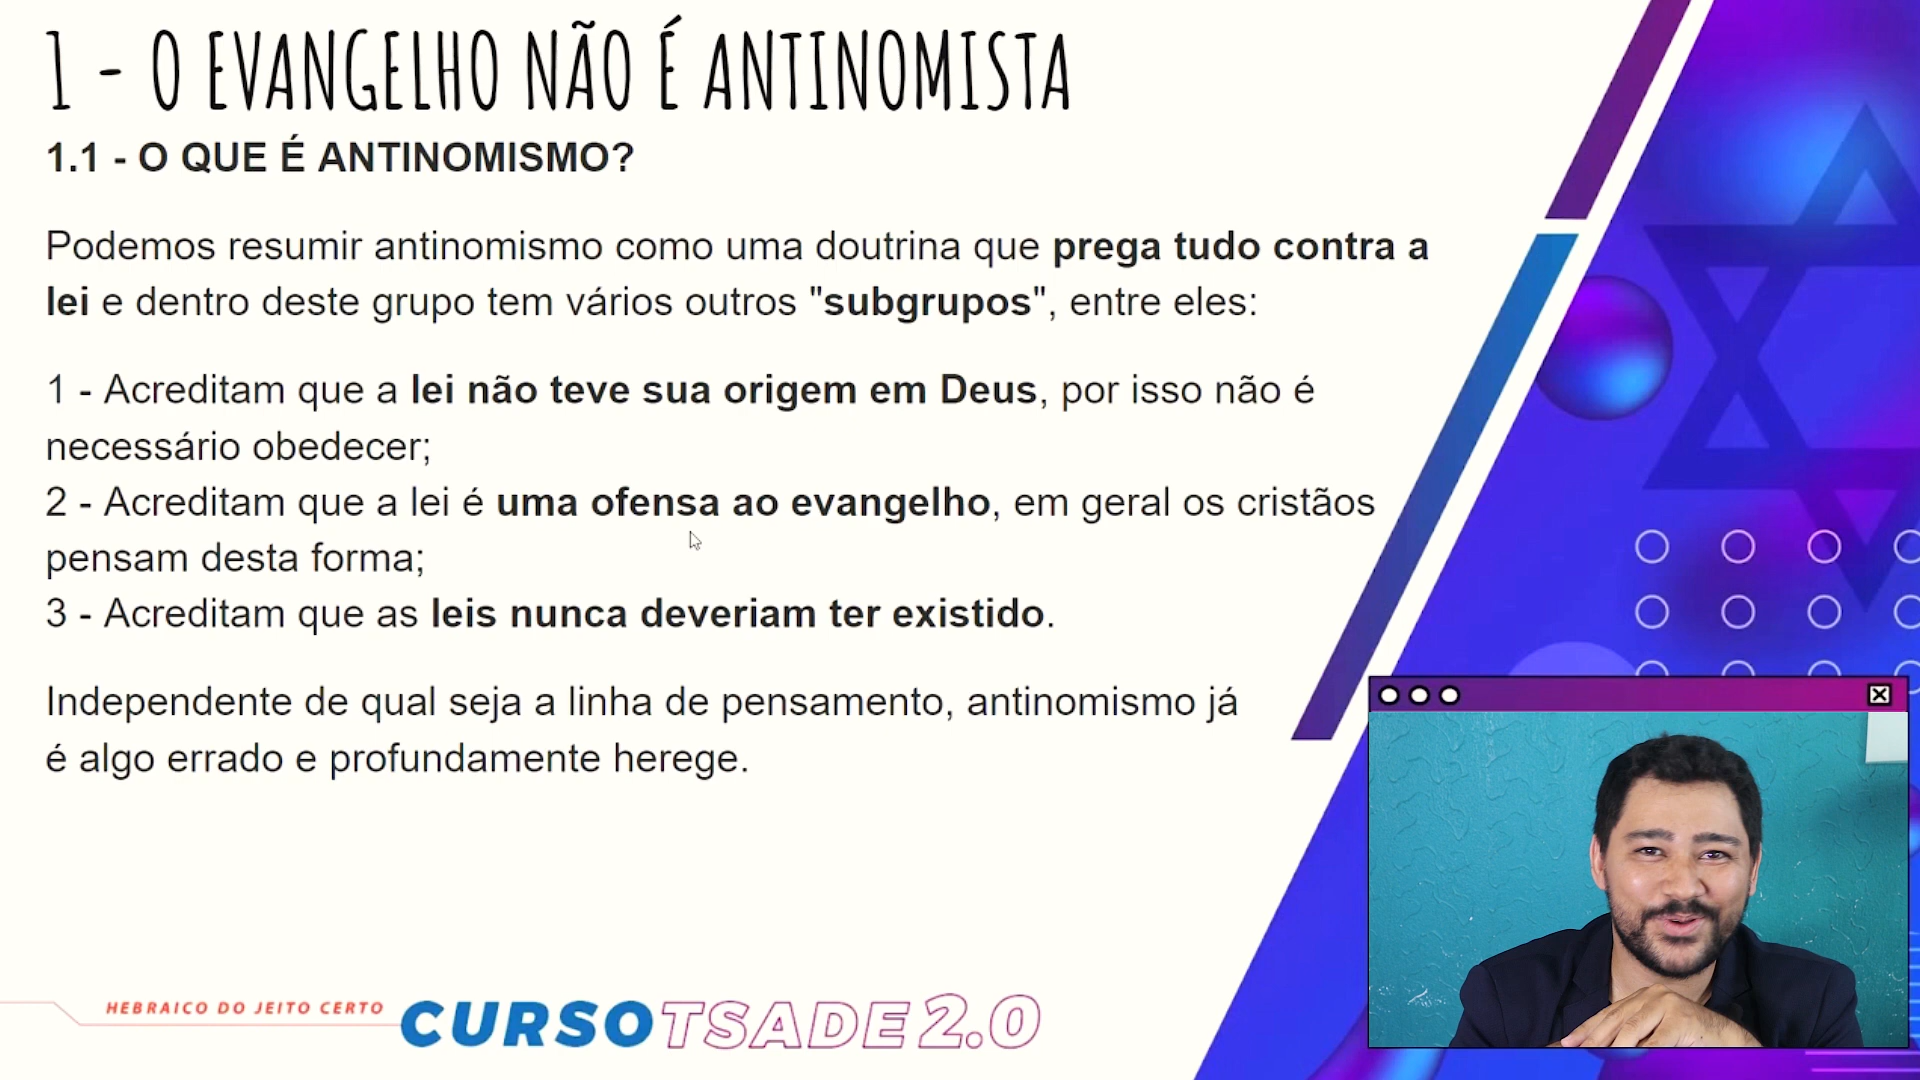 1 - O EVANGELHO NÃO É ANTINOMISTA
1.1 - O QUE É ANTINOMISMO?
Podemos resumir antinomismo como uma doutrina que prega tudo contra a
lei e dentro deste grupo tem vários outros "subgrupos", entre eles:
1 - Acreditam que a lei não teve sua origem em Deus, por isso não é
necessário obedecer;
2 - Acreditam que a lei é uma ofensa ao evangelho, em geral os cristãos
pensam desta forma;
3 - Acreditam que as leis nunca deveriam ter existido.
Independente de qual seja a linha de pensamento, antinomismo já
é algo errado e profundamente herege.
HEBRAICO DO JEITO CERTO
CURSO TSADE 2.0